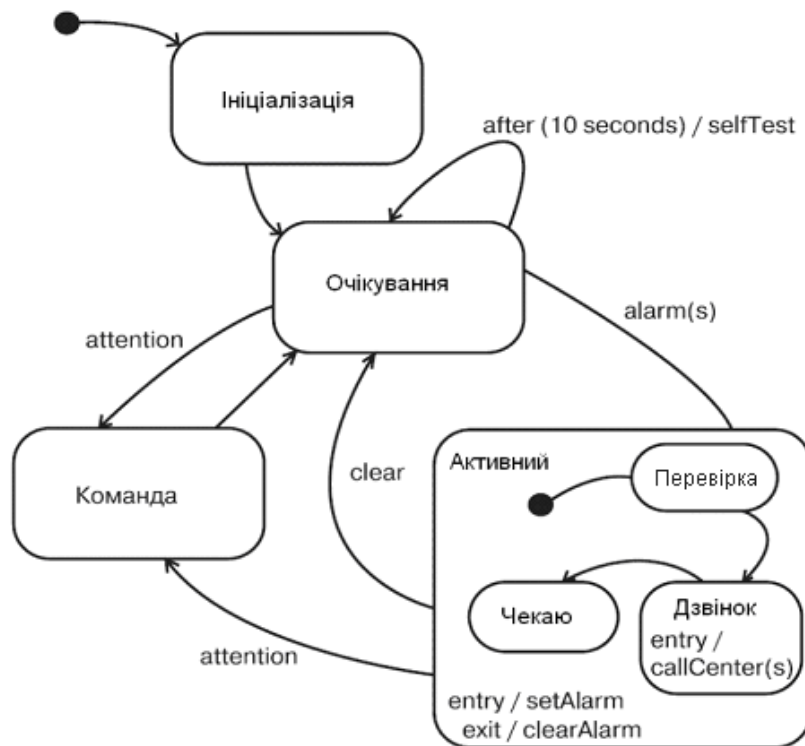 Ініціалізація
after (10 seconds) / selfTest
Очікування
alarm(s)
attention
Активний
Перевірка
clear
Команда
Чекаю
Дзвінок
entry /
callCenter(s)
attention
entry / setAlarm
exit / clearAlarm